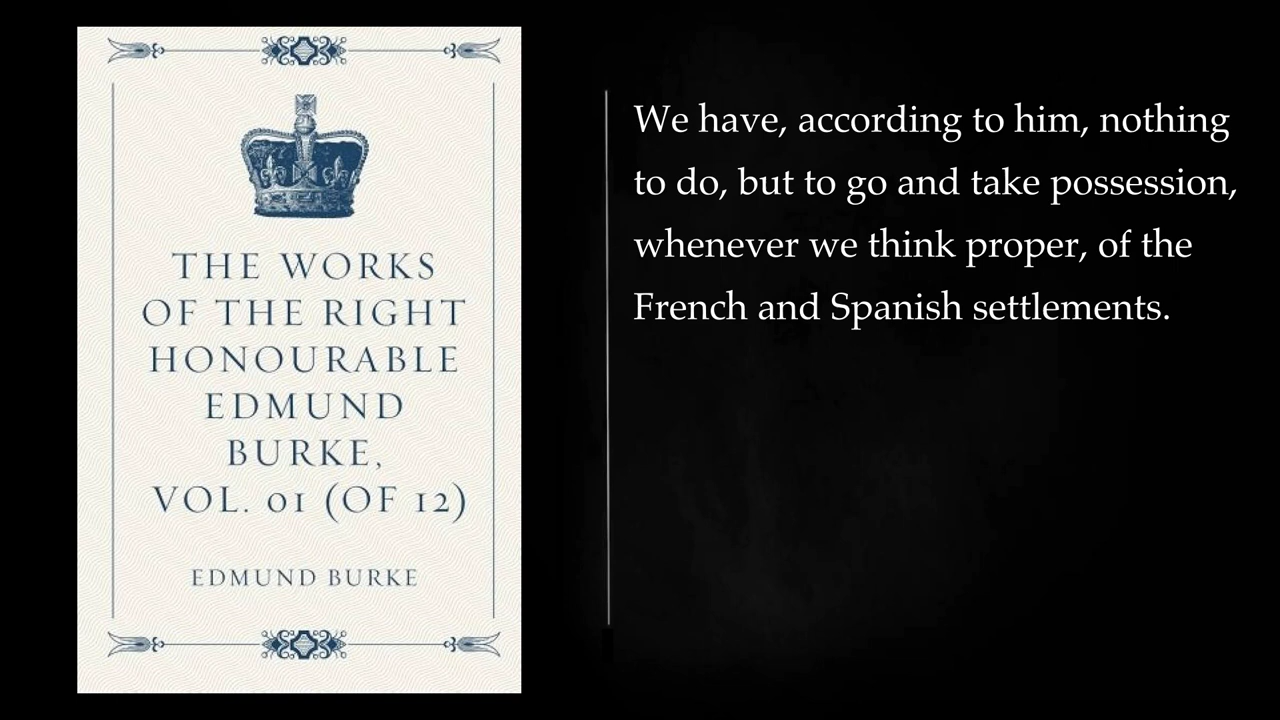 THE WORKS
OF THE RIGHT
HONOURABLE
EDMUND
BURKE,
VOL. 01 (OF 12)
EDMUND BURKE
We have, according to him, nothing
to do, but to go and take possession,
whenever we think proper, of the
French and Spanish settlements.